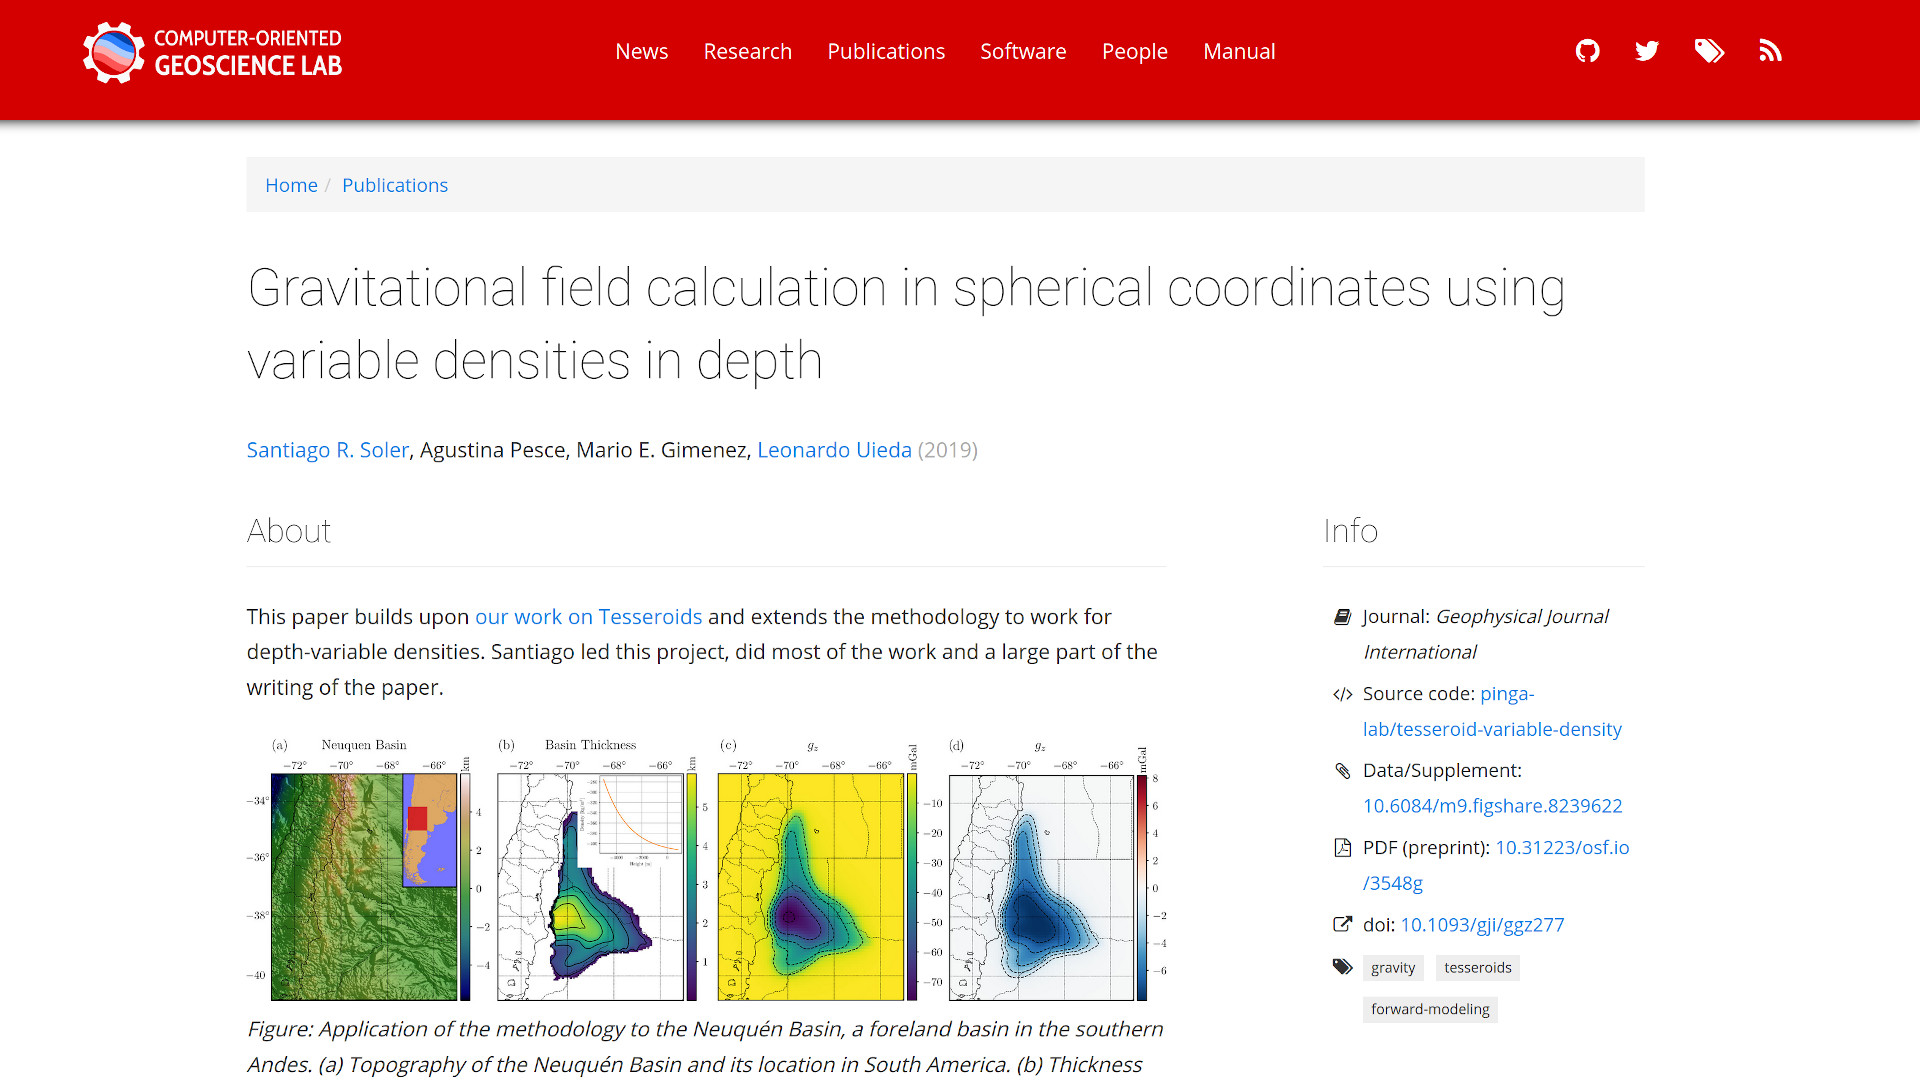 COMPUTER-ORIENTED
GEOSCIENCE LAB
News Research Publications Software People Manual
Home / Publications
Gravitational field calculation in spherical coordinates using
variable densities in depth
Santiago R. Soler, Agustina Pesce, Mario E. Gimenez, Leonardo Uieda (2019)
About
This paper builds upon our work on Tesseroids and extends the methodology to work for
depth-variable densities. Santiago led this project, did most of the work and a large part of the
writing of the paper.
(a) Neuquen Basin
−72° −70° −68° −66°
km
−34°
−36°
−38°
−40
4
2
0
−2
−4
(b) Basin Thickness
−72° −70° −68° −66°
km
5
4
3
2
1
(c) gz
−72° −70° −68° −66°
mGal
−10
−20
−30
−40
−50
−60
−70
(d) gz
−72° −70° −68° −66°
mGal
8
6
4
2
0
−2
−4
−6
Figure: Application of the methodology to the Neuquén Basin, a foreland basin in the southern
Andes. (a) Topography of the Neuquén Basin and its location in South America. (b) Thickness
Info
Journal: Geophysical Journal
International
Source code: pinga-
lab/tesseroid-variable-density
Data/Supplement:
10.6084/m9.figshare.8239622
PDF (preprint): 10.31223/osf.io
/3548g
doi: 10.1093/gji/ggz277
gravity tesseroids
forward-modeling